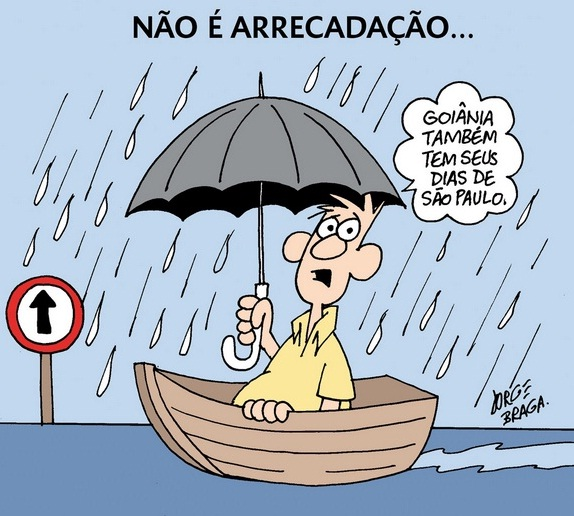 NÃO É ARRECADAÇÃO...
GOIÂNIA
TAMBÉM
TEM SEUS
DIAS DE
SÃO PAULO.
JORGE
BRAGA.